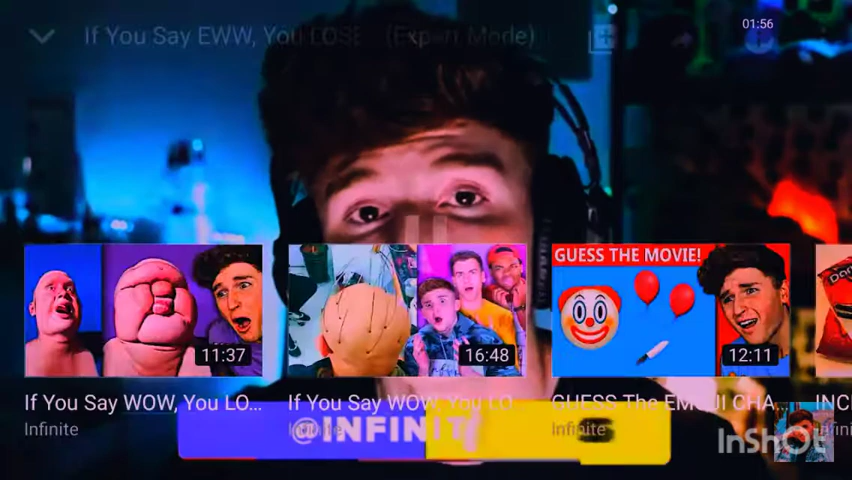 01:56
If You Say EWW, You LOSE (Expert Mode)
GUESS THE MOVIE!
11:37
16:48
12:11
If You Say WOW, You LO...
If You Say WOW, You LO...
GUESS The EMOJI CHA...
Infinite
Infinite
Infinite
@INFINIT
InShOt